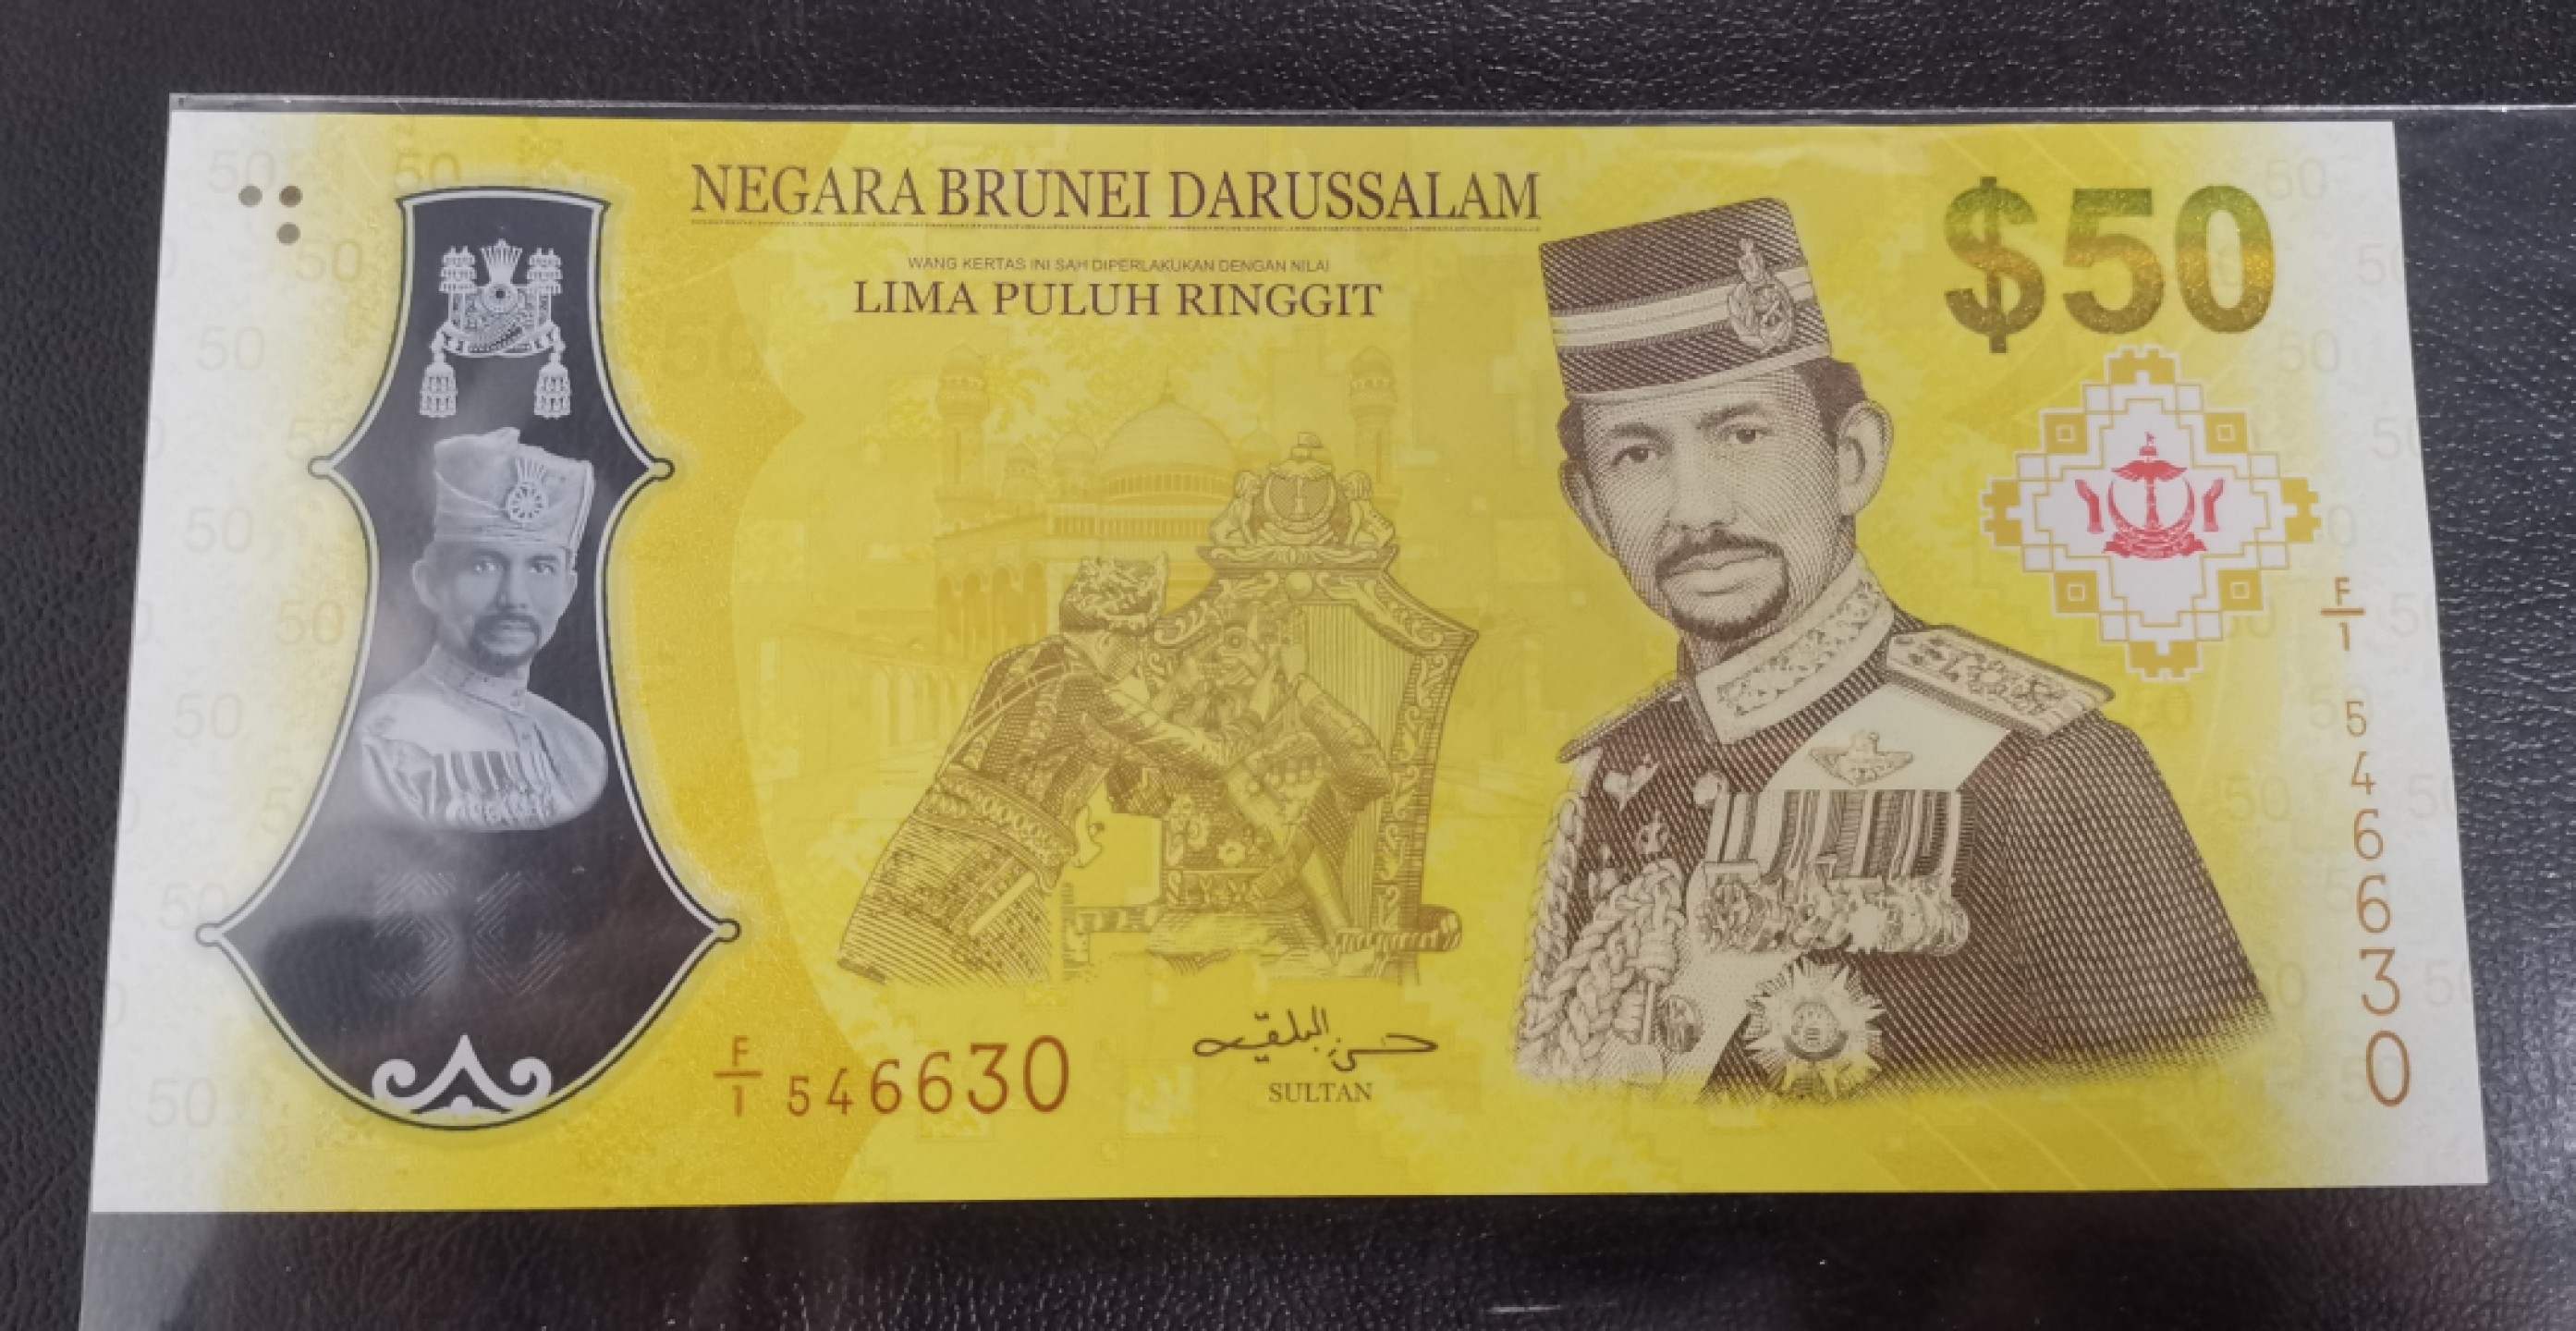 NEGARA BRUNEI DARUSSALAM
WANG KERTAS INI SAH DIPERLAKUKAN DENGAN NILAI
LIMA PULUH RINGGIT
$50
F/1 546630
F/1 546630
SULTAN
50